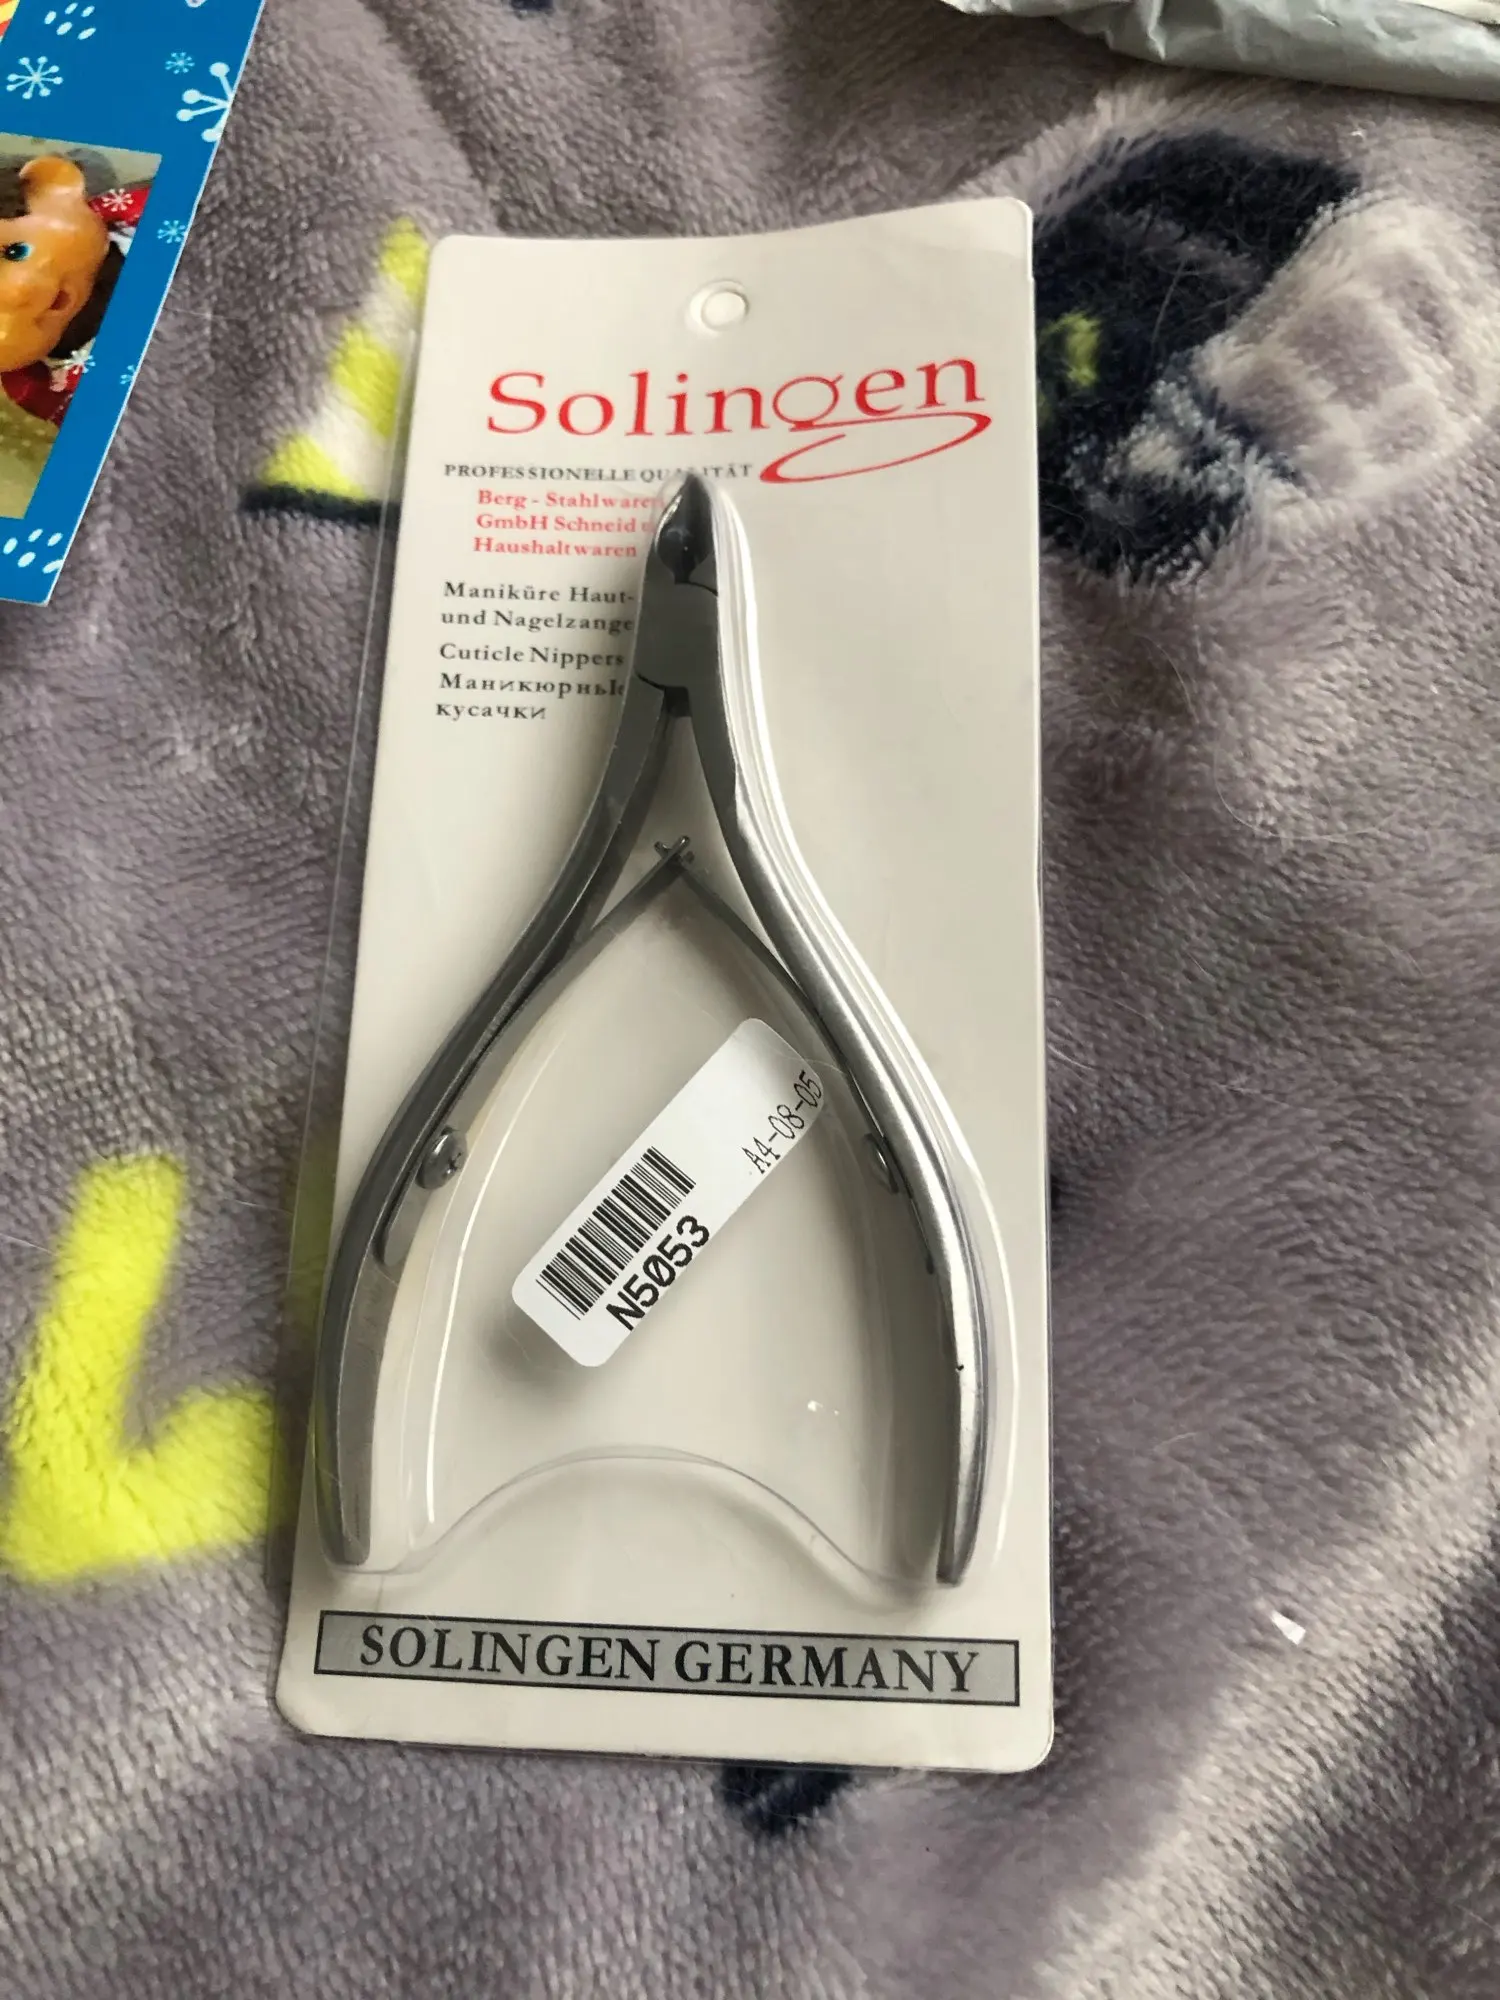 Solingen
PROFESSIONELLE
Berg - Stahlwaren
GmbH Schneid
Haushaltwaren
Maniküre Haut-
und Nagelzange
Cuticle Nippers
Маникюрные
кусачки
A4-08-05
N5053
SOLINGEN GERMANY